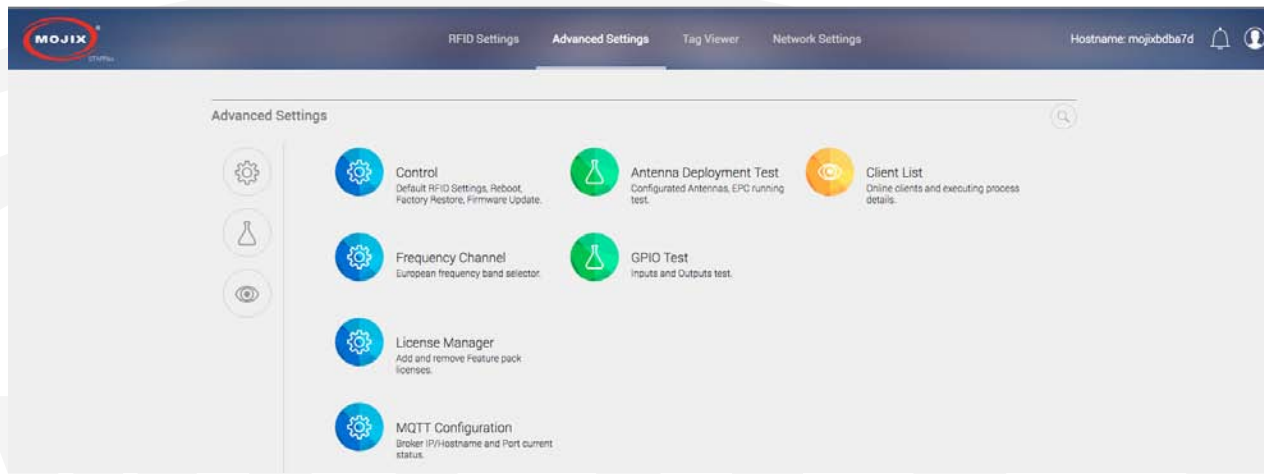 MOJIX
RFID Settings
Advanced Settings
Tag Viewer
Network Settings
Hostname: mojixbdba7d
Advanced Settings
Control
Default RFID Settings, Reboot,
Factory Restore, Firmware Update.
Antenna Deployment Test
Configurated Antennas, EPC running
test.
Client List
Online clients and executing process
details.
Frequency Channel
European frequency band selector.
GPIO Test
Inputs and Outputs test.
License Manager
Add and remove Feature pack
licenses.
MQTT Configuration
Broker IP/Hostname and Port current
status.